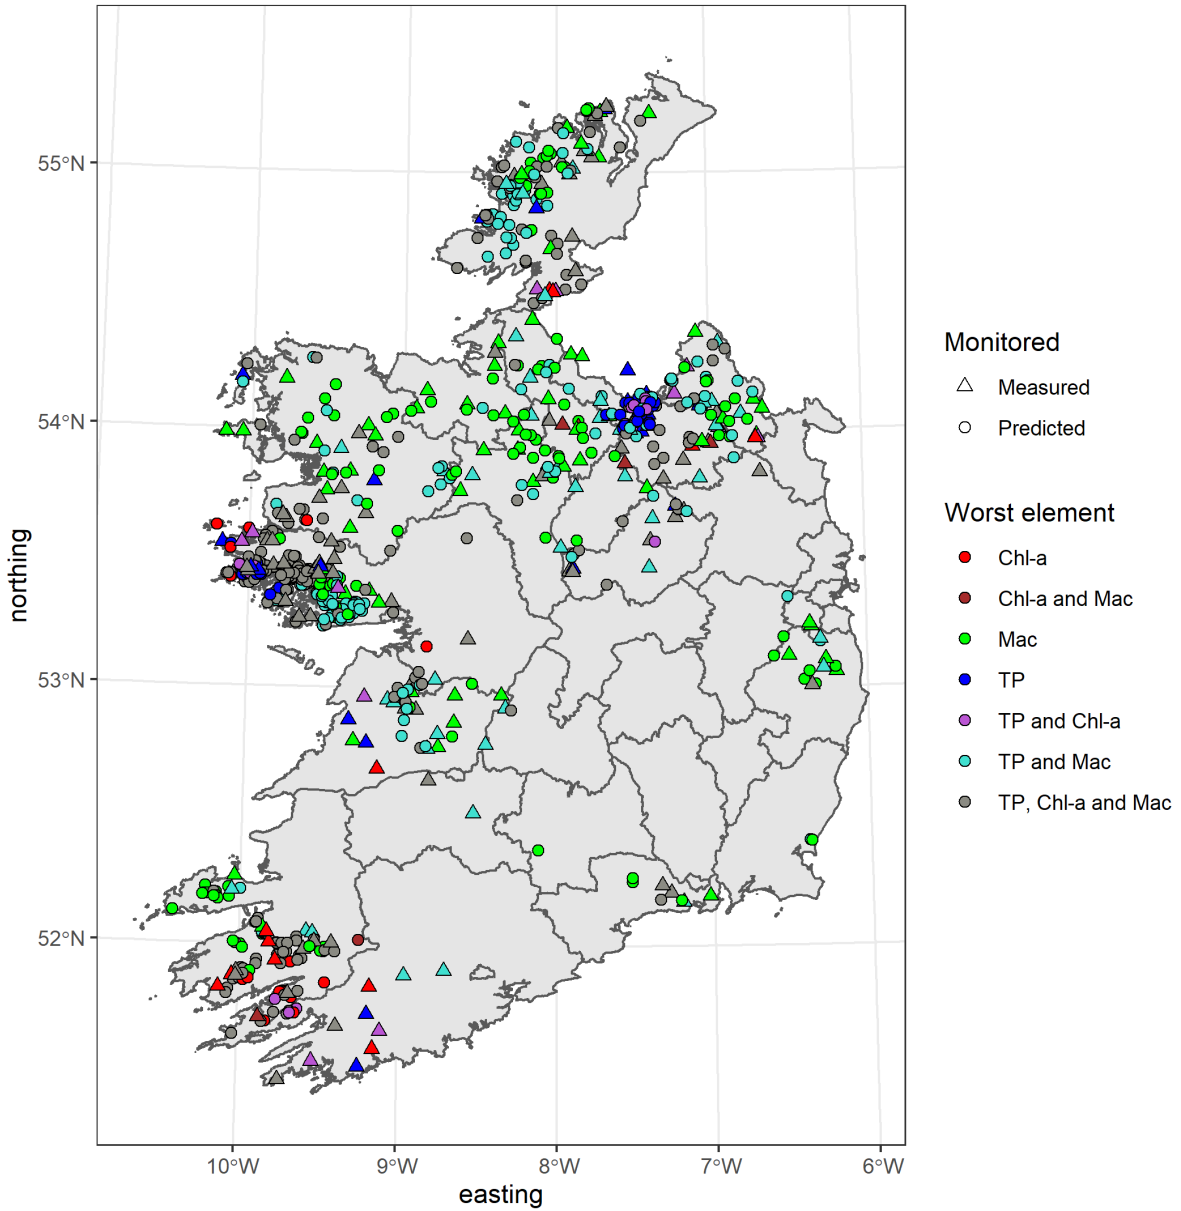 55°N
54°N
53°N
52°N
northing
10°W
9°W
8°W
7°W
6°W
easting
Monitored
Measured
Predicted
Worst element
Chl-a
Chl-a and Mac
Mac
TP
TP and Chl-a
TP and Mac
TP, Chl-a and Mac